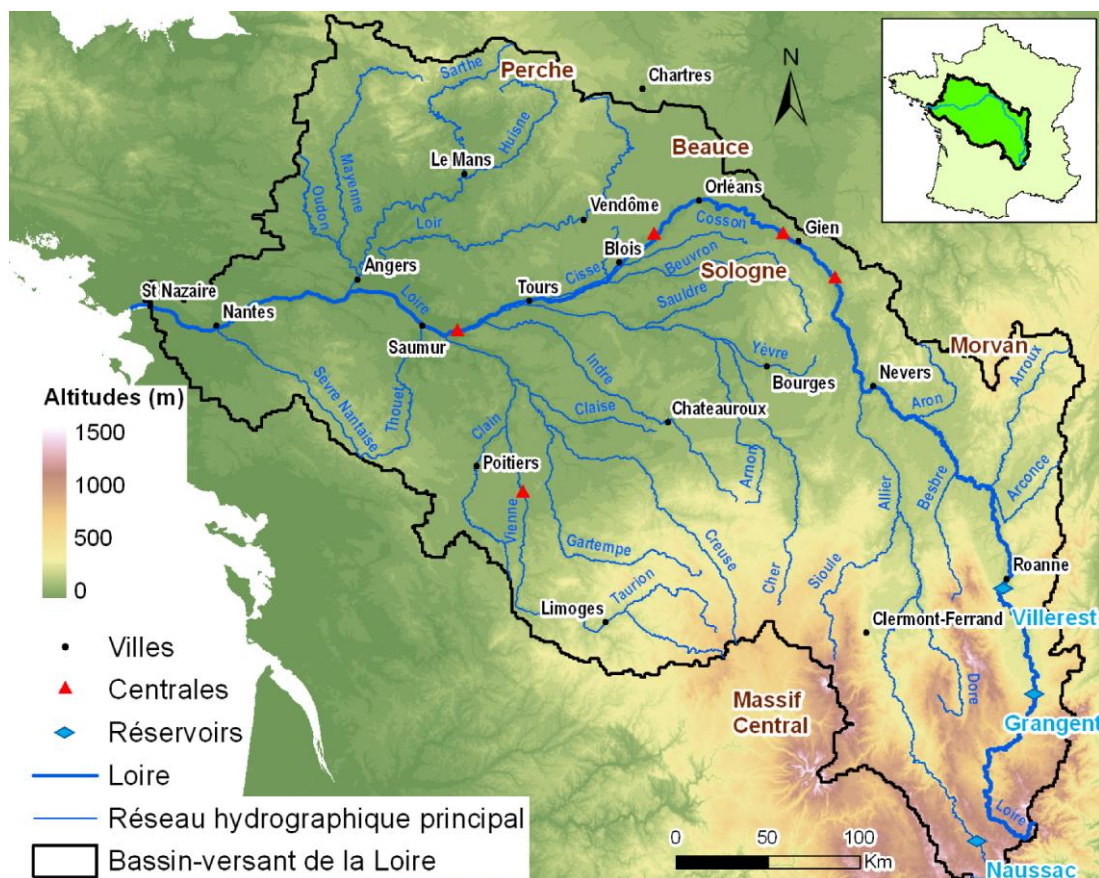 Sarthe
Perche
Chartres
N
Huisne
Beauce
Le Mans
Mayenne
Oudon
Orléans
Vendôme
Loir
Cosson
Gien
Blois
Angers
Cisse
Beuvron
Sologne
St Nazaire
Tours
Loire
Sauldre
Nantes
Saumur
Morvan
Yèvre
Arroux
Indre
Bourges
Nevers
Altitudes (m)
Sèvre Nantaise
Thouet
Aron
1500
Claise
Chateauroux
Clain
1000
Poitiers
Arnon
Allier
Besbre
Arconce
500
Vienne
Gartempe
Creuse
Cher
Sioule
Roanne
0
Taurion
Limoges
Villerest
Clermont-Ferrand
Villes
Centrales
Dore
Massif
Central
Grangent
Réservoirs
Loire
Loire
Réseau hydrographique principal
0 50 100
Km
Bassin-versant de la Loire
Naussac